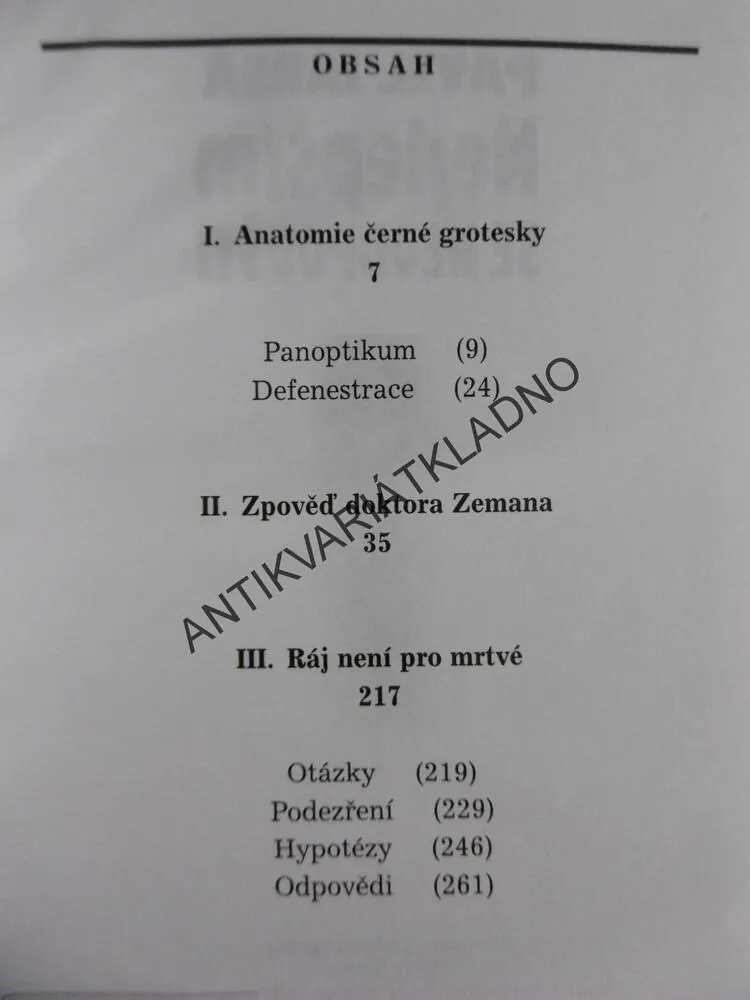 OBSAH
I. Anatomie černé grotesky
7
Panoptikum (9)
Defenestrace (24)
II. Zpověď doktora Zemana
35
III. Ráj není pro mrtvé
217
Otázky (219)
Podezření (229)
Hypotézy (246)
Odpovědi (261)
ANTIKVARIÁTKLADNO